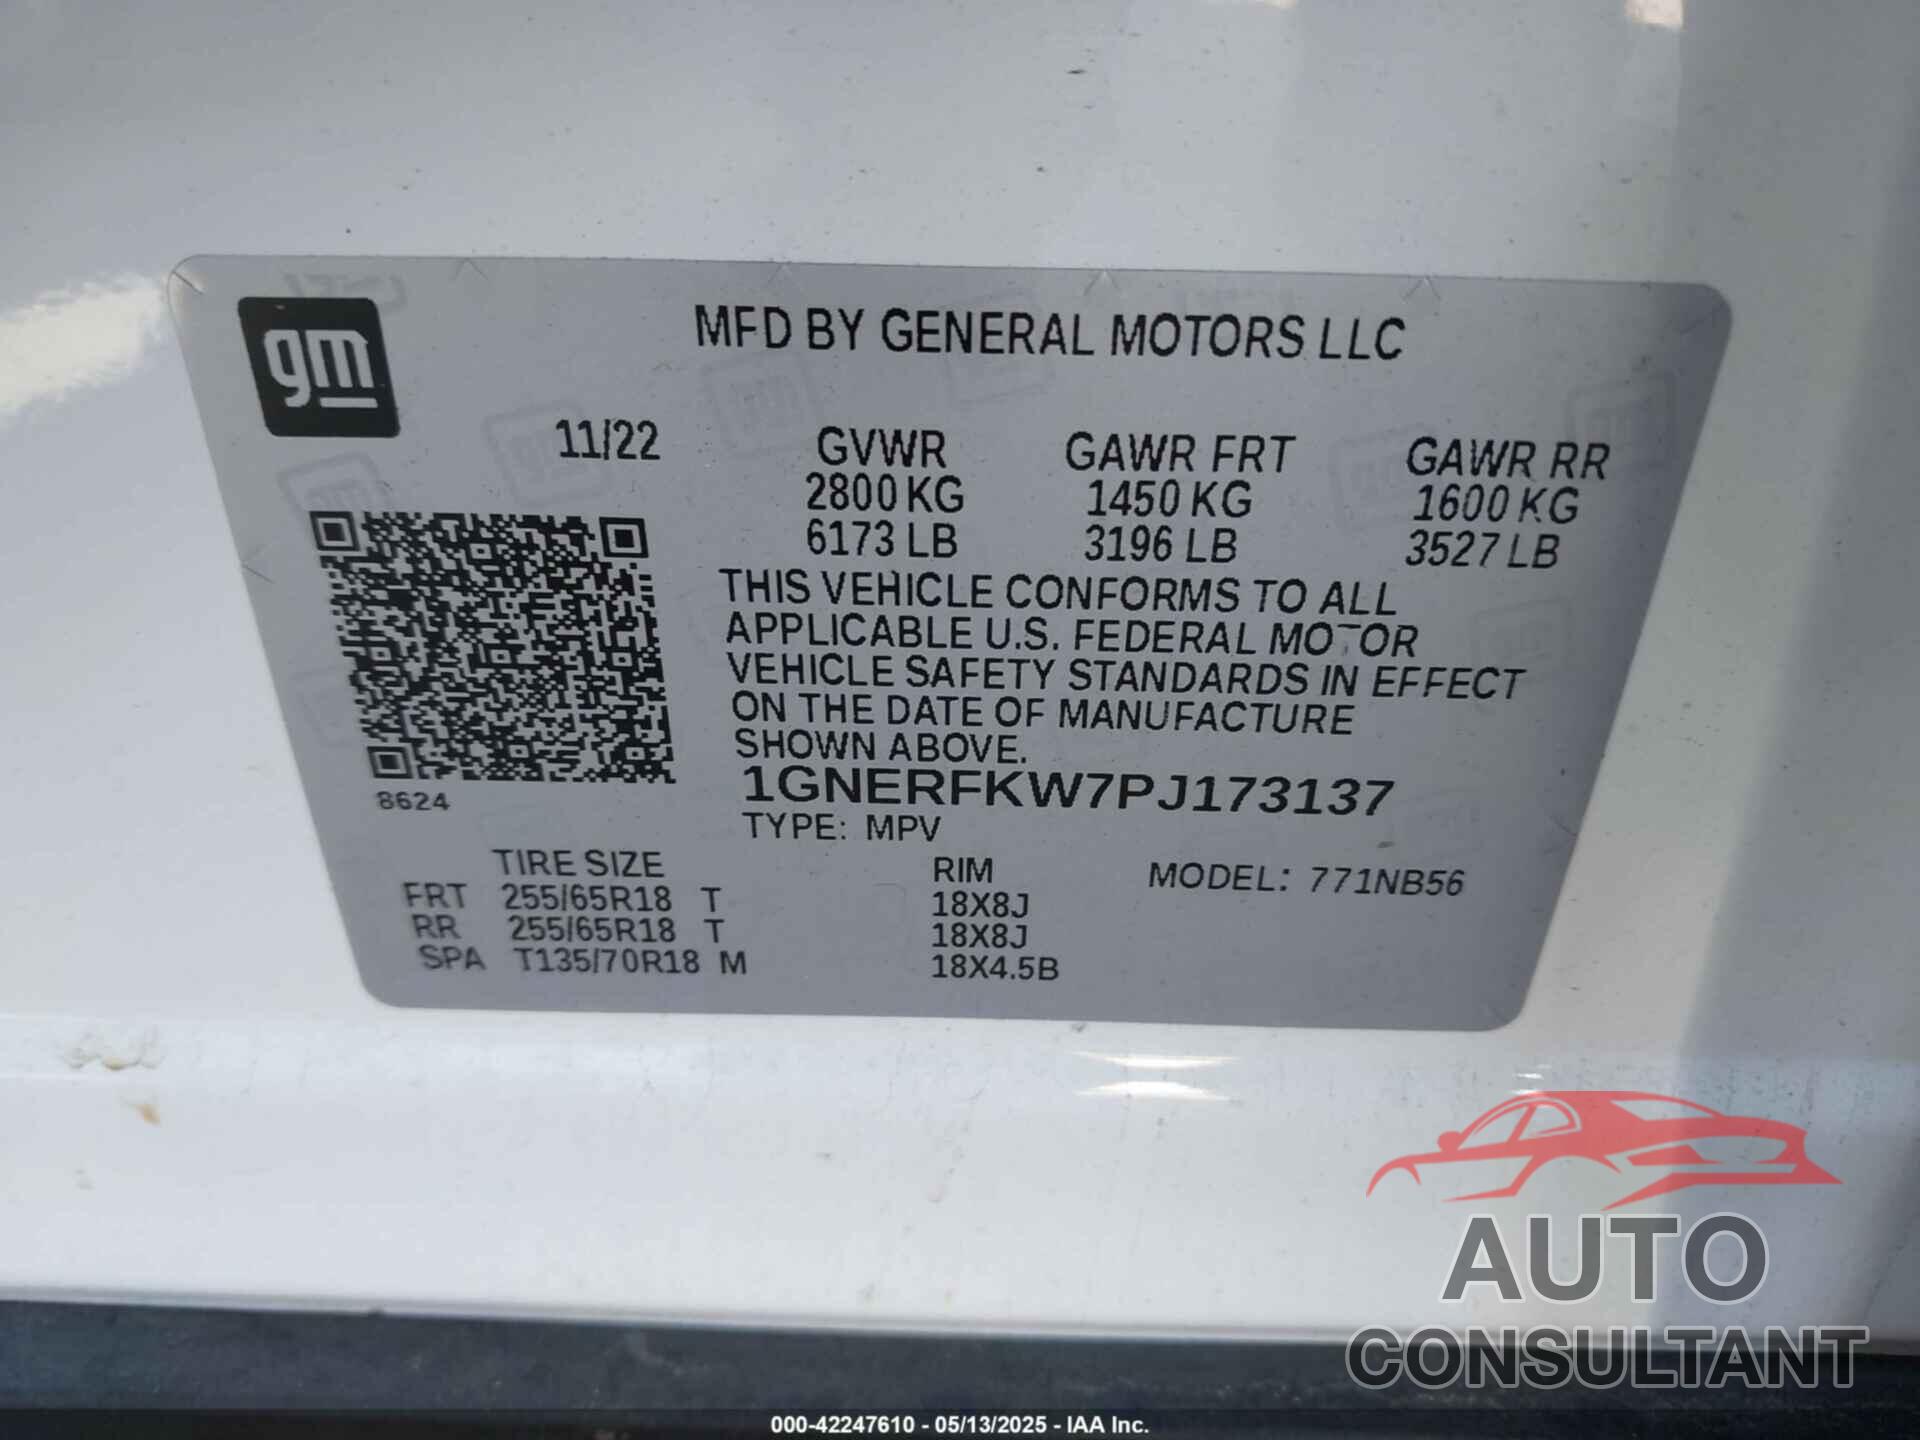 gm
MFD BY GENERAL MOTORS LLC
11/22
GVWR GAWR FRT GAWR RR
2800 KG 1450 KG 1600 KG
6173 LB 3196 LB 3527 LB
THIS VEHICLE CONFORMS TO ALL
APPLICABLE U.S. FEDERAL MOTOR
VEHICLE SAFETY STANDARDS IN EFFECT
ON THE DATE OF MANUFACTURE
SHOWN ABOVE.
1GNERFKW7PJ173137
8624
TYPE: MPV
TIRE SIZE RIM MODEL: 771NB56
FRT 255/65R18 T 18X8J
RR 255/65R18 T 18X8J
SPA T135/70R18 M 18X4.5B
AUTO
CONSULTANT
000-42247610 - 05/13/2025 - IAA Inc.